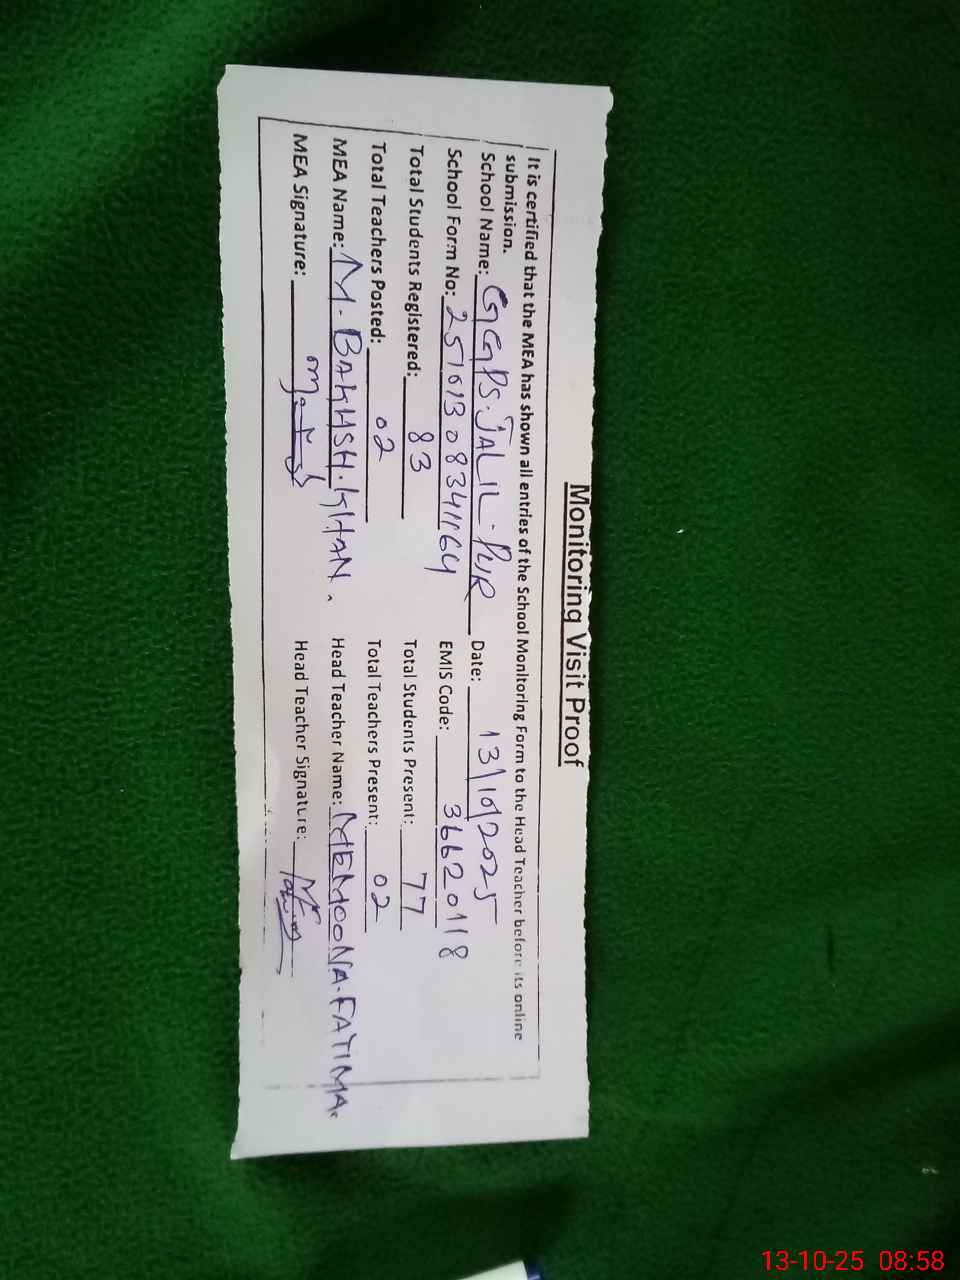 Monitoring Visit Proof
It is certified that the MEA has shown all entries of the School Monitoring Form to the Head Teacher before its online
submission.
School Name: GGPS. JALIL. PUR Date: 13/10/2025
School Form No: 25101308341164 EMIS Code: 36620118
Total Students Registered: 83 Total Students Present: 77
Total Teachers Posted: 02 Total Teachers Present: 02
MEA Name: M. BAKHSH. KHAN. Head Teacher Name: MEMOONA. FATIMA.
MEA Signature: Head Teacher Signature:
13-10-25 08:58